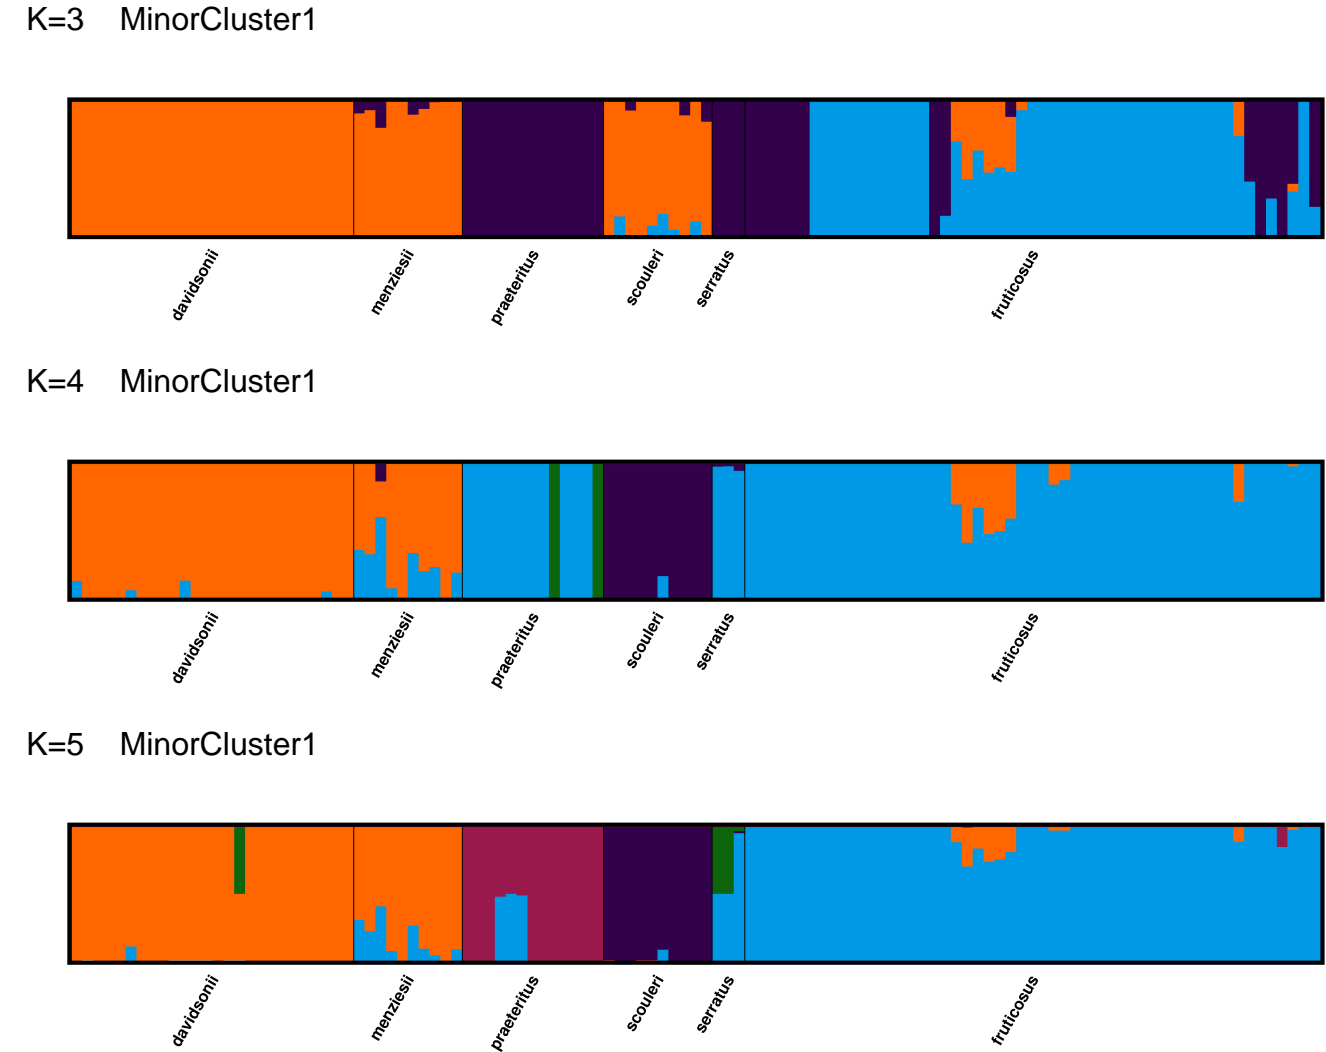 K=3 MinorCluster1
davidsonii menziesii praeteritus scouleri serratus fruticosus
K=4 MinorCluster1
davidsonii menziesii praeteritus scouleri serratus fruticosus
K=5 MinorCluster1
davidsonii menziesii praeteritus scouleri serratus fruticosus